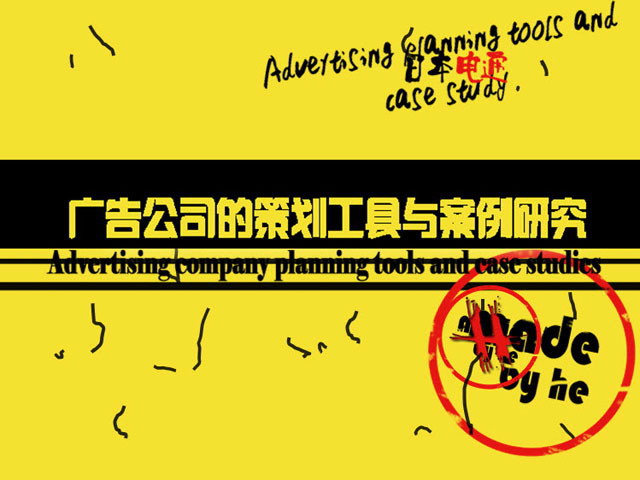 Advertising planning tools and
日本电通
case study.
广告公司的策划工具与案例研究
Advertising company planning tools and case studies
Made
by he